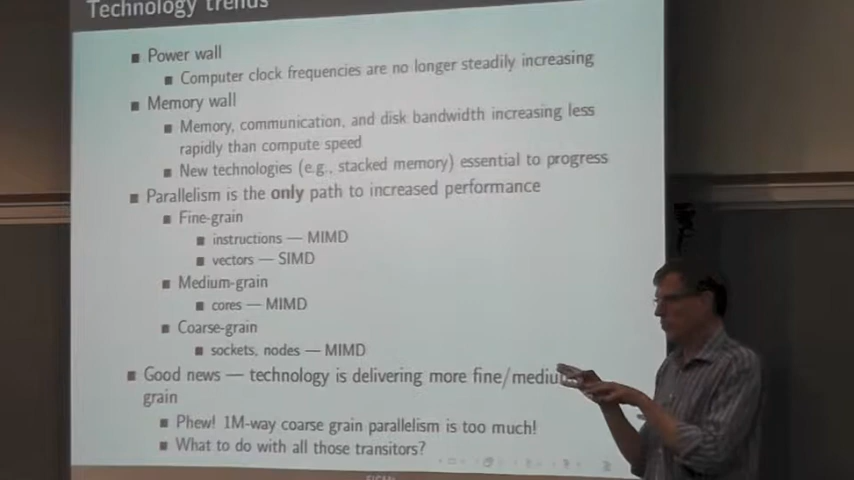 Technology trends
Power wall
Computer clock frequencies are no longer steadily increasing
Memory wall
Memory, communication, and disk bandwidth increasing less
rapidly than compute speed
New technologies (e.g., stacked memory) essential to progress
Parallelism is the only path to increased performance
Fine-grain
instructions — MIMD
vectors — SIMD
Medium-grain
cores — MIMD
Coarse-grain
sockets, nodes — MIMD
Good news — technology is delivering more fine/medium
grain
Phew! 1M-way coarse grain parallelism is too much!
What to do with all those transitors?